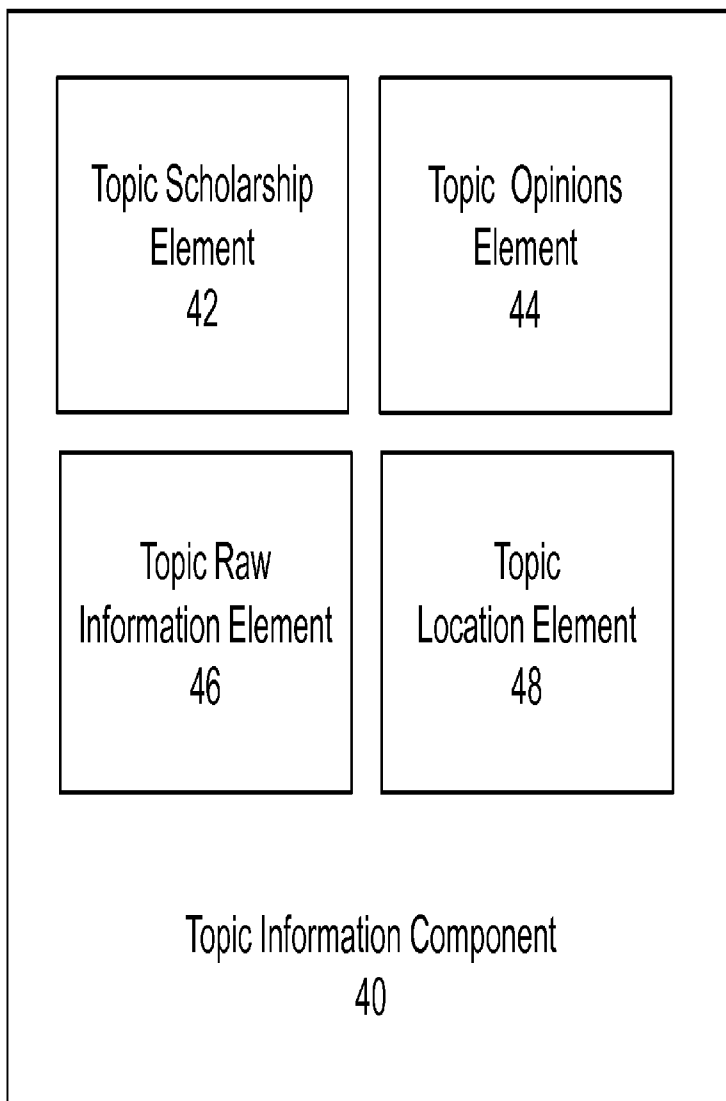 Topic Scholarship
Element
42
Topic Opinions
Element
44
Topic Raw
Information Element
46
Topic
Location Element
48
Topic Information Component
40